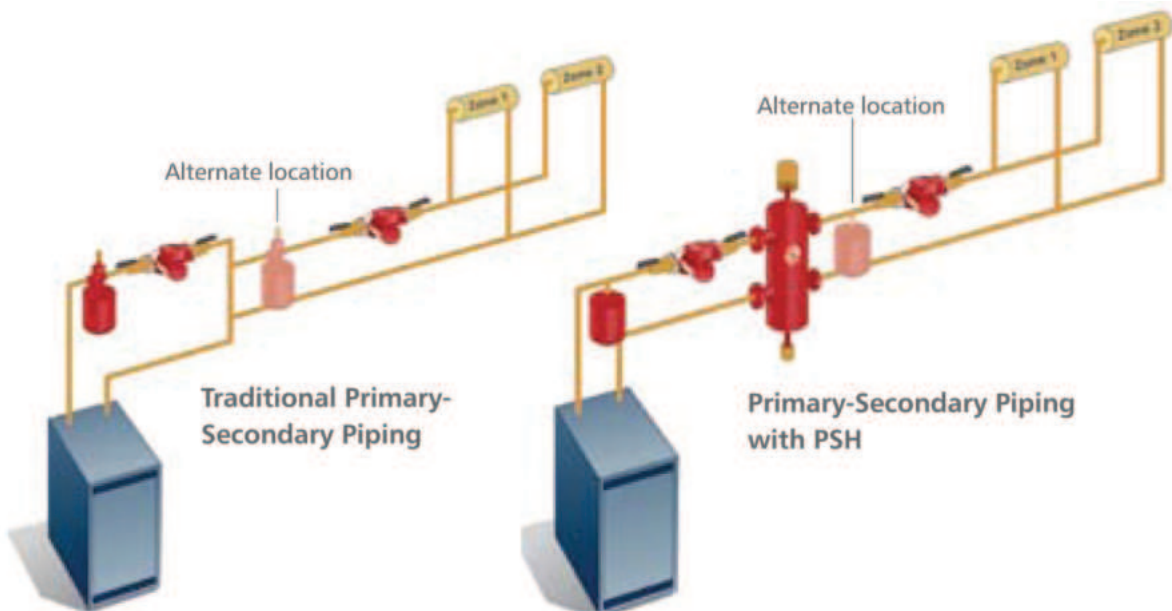 Zone 1
Zone 2
Alternate location
Traditional Primary-
Secondary Piping
Zone 1
Zone 2
Alternate location
Primary-Secondary Piping
with PSH